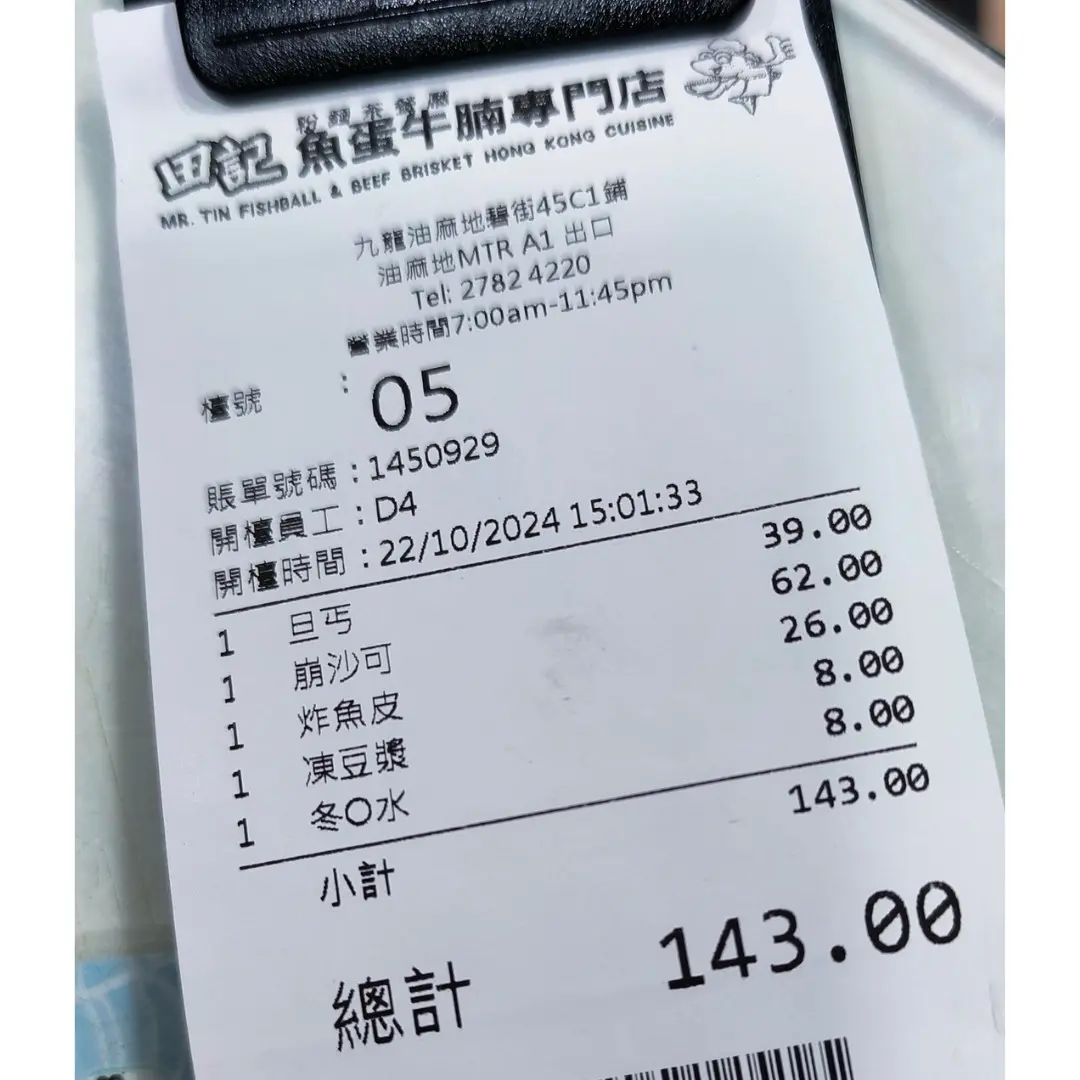 粉麵茶餐廳
田記 魚蛋牛腩專門店
MR. TIN FISHBALL & BEEF BRISKET HONG KONG CUISINE
九龍油麻地碧街45C1鋪
油麻地MTR A1 出口
Tel: 2782 4220
營業時間7:00am-11:45pm
檯號 : 05
賬單號碼 : 1450929
開檯員工 : D4
開檯時間 : 22/10/2024 15:01:33
1 旦丐 39.00
1 崩沙可 62.00
1 炸魚皮 26.00
1 凍豆漿 8.00
1 冬〇水 8.00
小計 143.00
總計 143.00